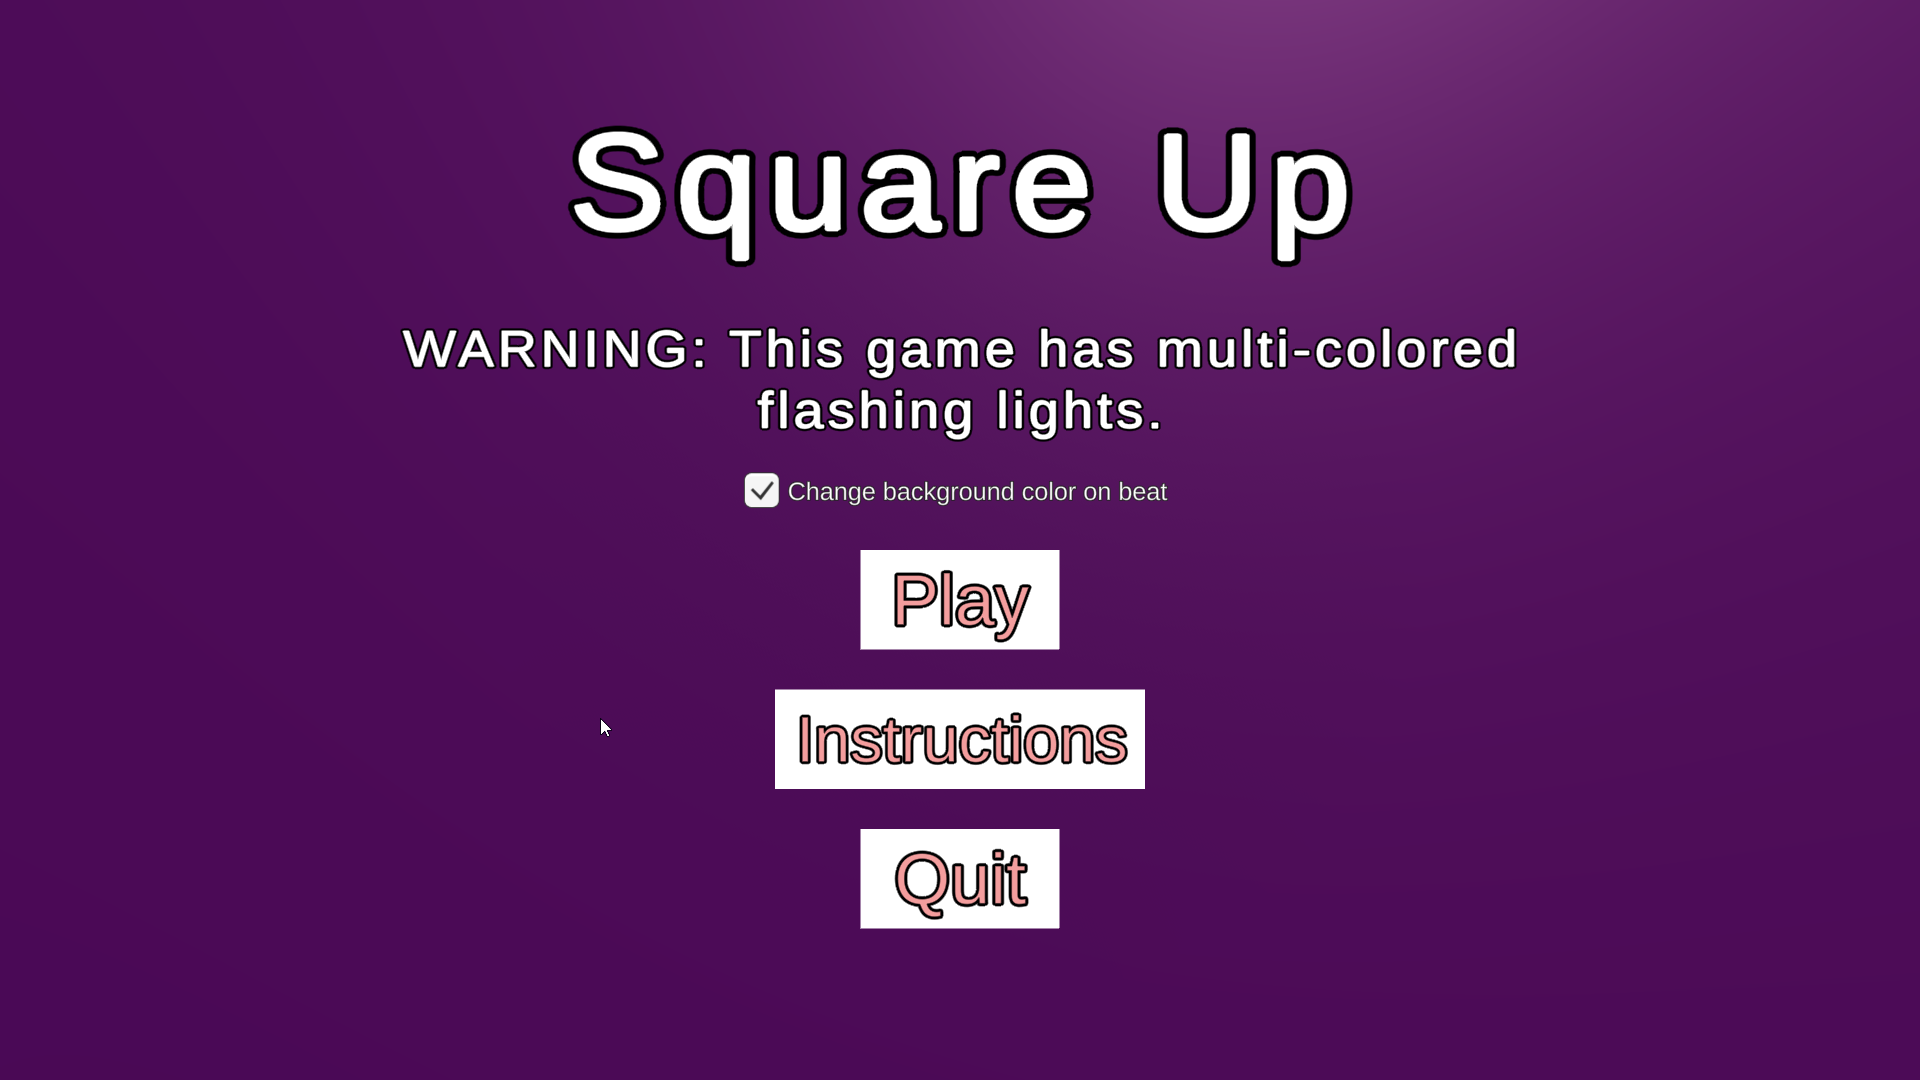 Square Up
WARNING: This game has multi-colored
flashing lights.
Change background color on beat
Play
Instructions
Quit